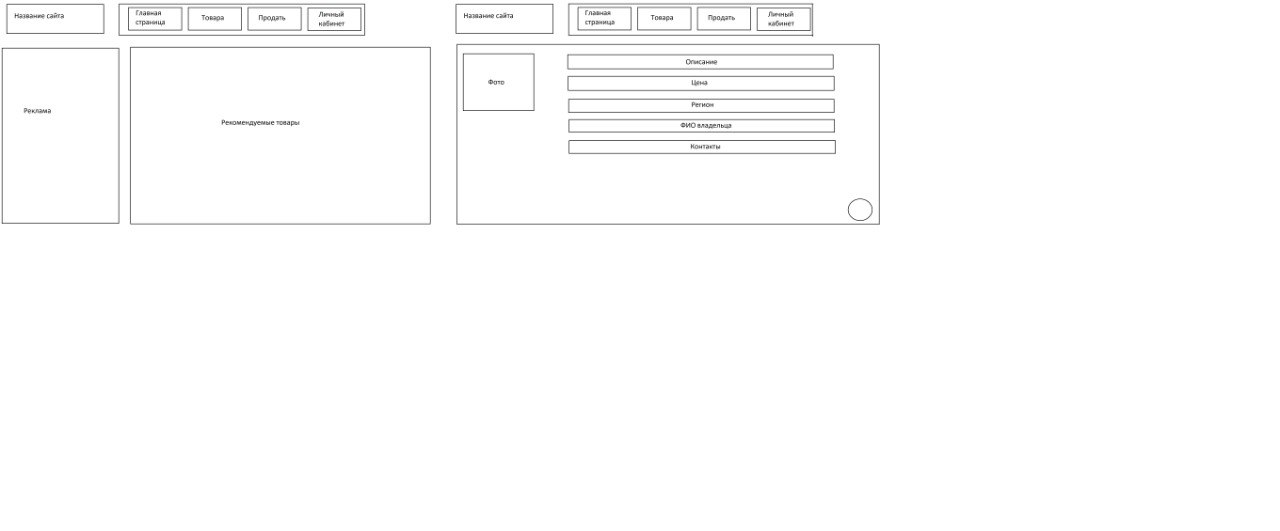 Название сайта
Главная
страница
Товара
Продать
Личный
кабинет
Реклама
Рекомендуемые товары
Название сайта
Главная
страница
Товара
Продать
Личный
кабинет
Фото
Описание
Цена
Регион
ФИО владельца
Контакты